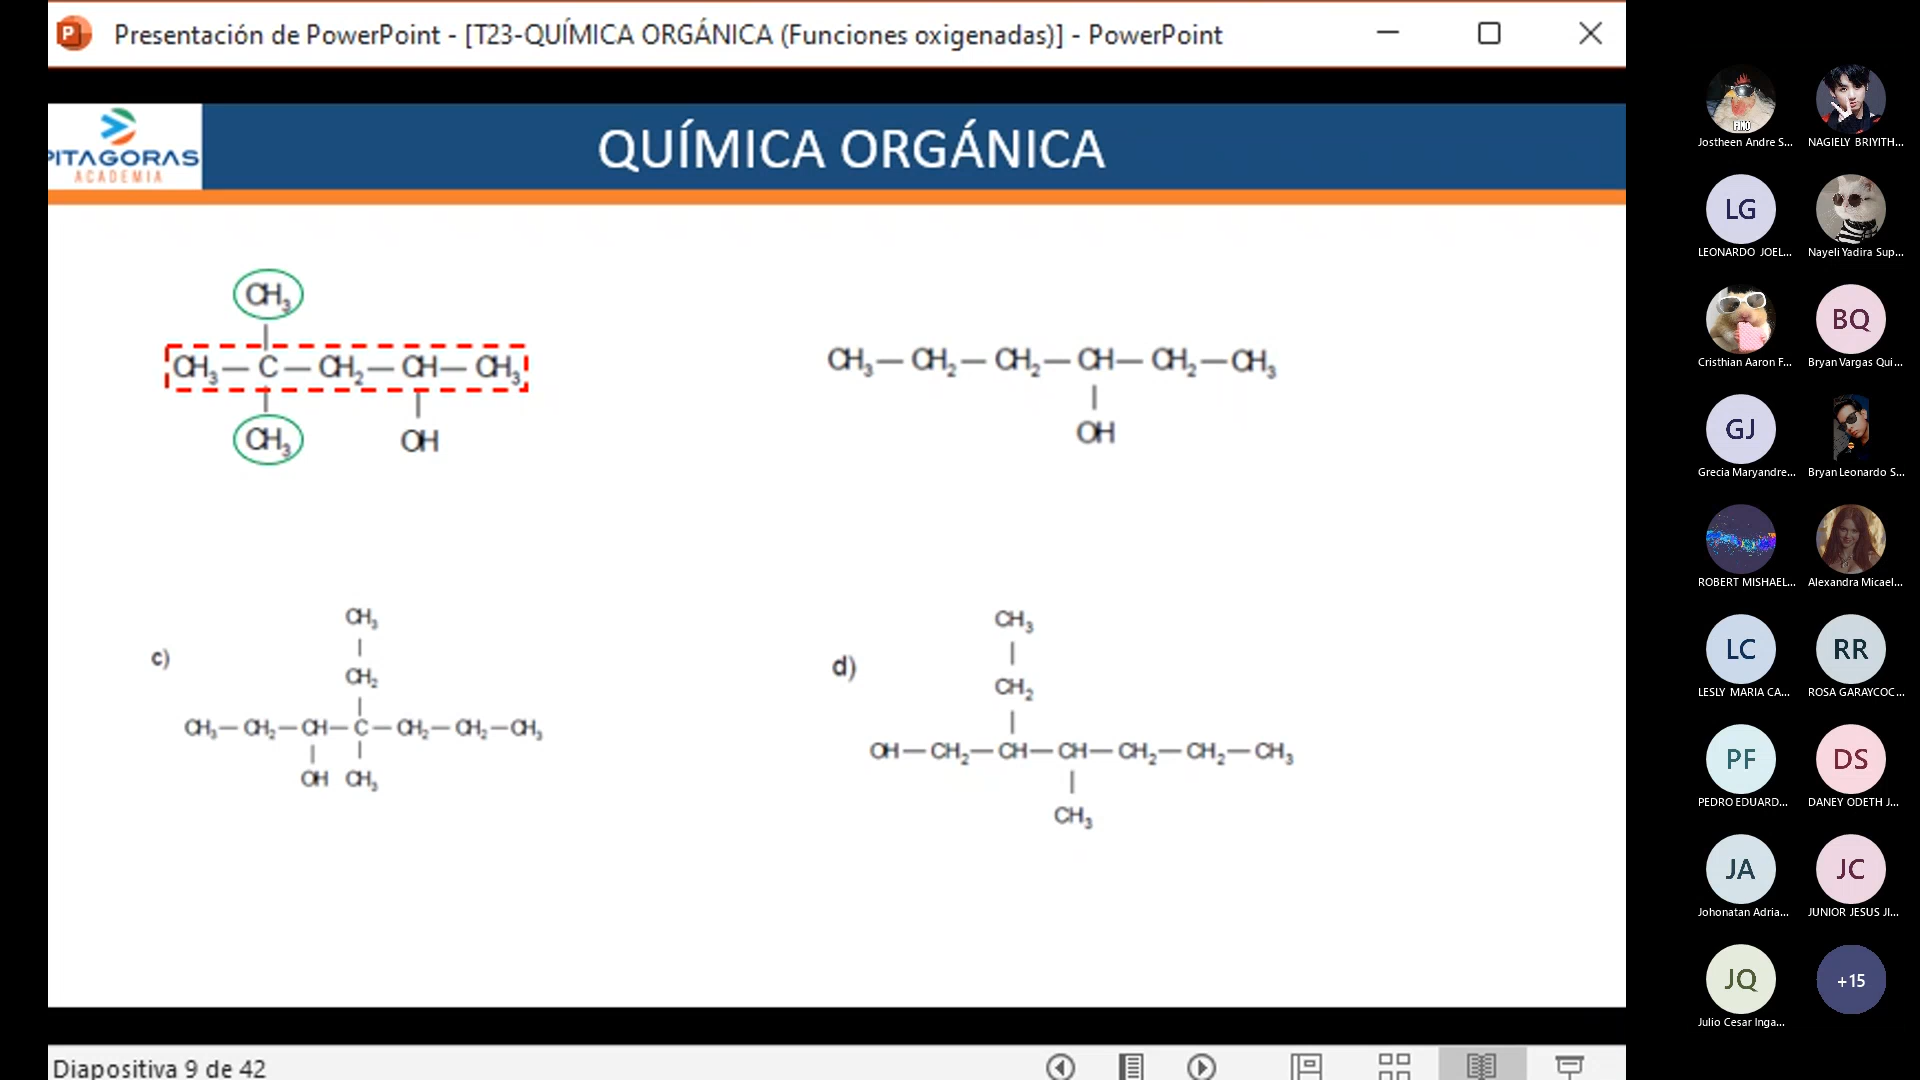 Presentación de PowerPoint - [T23-QUÍMICA ORGÁNICA (Funciones oxigenadas)] - PowerPoint
PITAGORAS
ACADEMIA
QUÍMICA ORGÁNICA
CH₃
CH₃—C—CH₂—CH—CH₃
CH₃ OH
CH₃—CH₂—CH₂—CH—CH₂—CH₃
OH
c)
CH₃
CH₂
CH₃—CH₂—CH—C—CH₂—CH₂—CH₃
OH CH₃
d)
CH₃
CH₂
OH—CH₂—CH—CH—CH₂—CH₂—CH₃
CH₃
Diapositiva 9 de 42
FINO
Jostheen Andre S...
NAGIELY BRIYITH...
LG
LEONARDO JOEL...
Nayeli Yadira Sup...
Cristhian Aaron F...
BQ
Bryan Vargas Qui...
GJ
Grecia Maryandre...
Bryan Leonardo S...
ROBERT MISHAEL...
Alexandra Micael...
LC
LESLY MARIA CA...
RR
ROSA GARAYCOC...
PF
PEDRO EDUARD...
DS
DANEY ODETH J...
JA
Johonatan Adria...
JC
JUNIOR JESUS JI...
JQ
Julio Cesar Inga...
+15